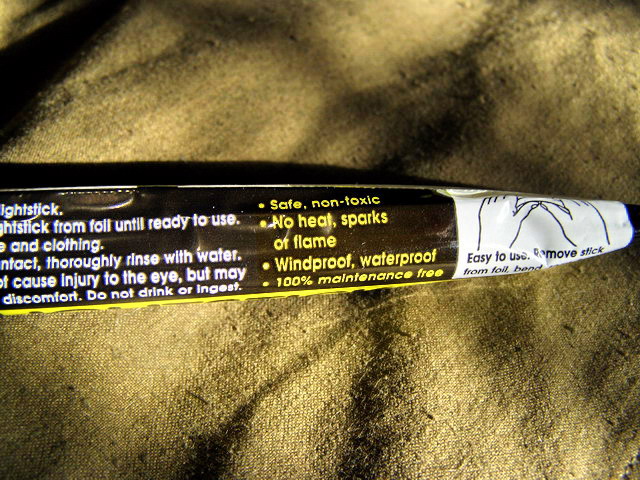 lightstick.
ghtstick from foil until ready to use.
e and clothing.
ntact, thoroughly rinse with water.
ot cause injury to the eye, but may
discomfort. Do not drink or ingest.
• Safe, non-toxic
• No heat, sparks
or flame
• Windproof, waterproof
• 100% maintenance free
Easy to use. Remove stick
from foil, bend